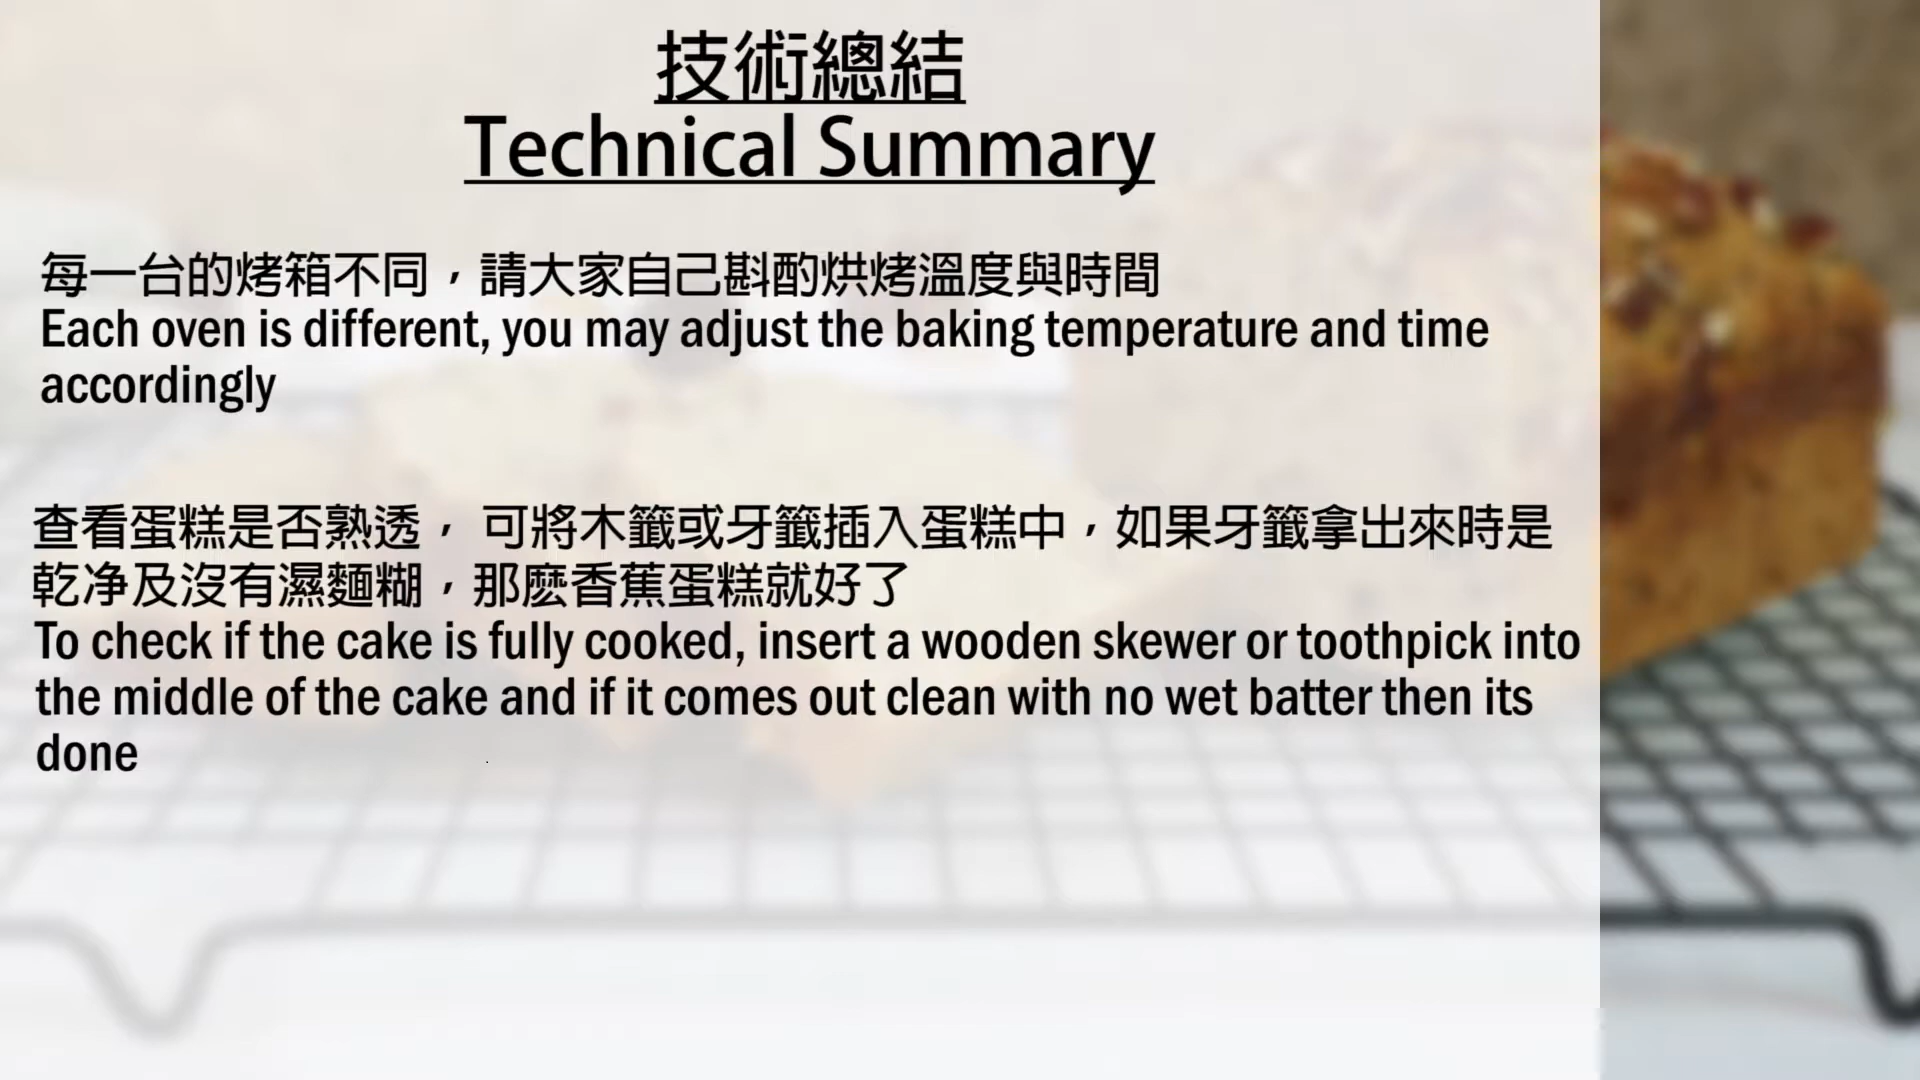 技術總結
Technical Summary
每一台的烤箱不同，請大家自己斟酌烘烤溫度與時間
Each oven is different, you may adjust the baking temperature and time
accordingly
查看蛋糕是否熟透， 可將木籤或牙籤插入蛋糕中，如果牙籤拿出來時是
乾净及沒有濕麵糊，那麽香蕉蛋糕就好了
To check if the cake is fully cooked, insert a wooden skewer or toothpick into
the middle of the cake and if it comes out clean with no wet batter then its
done